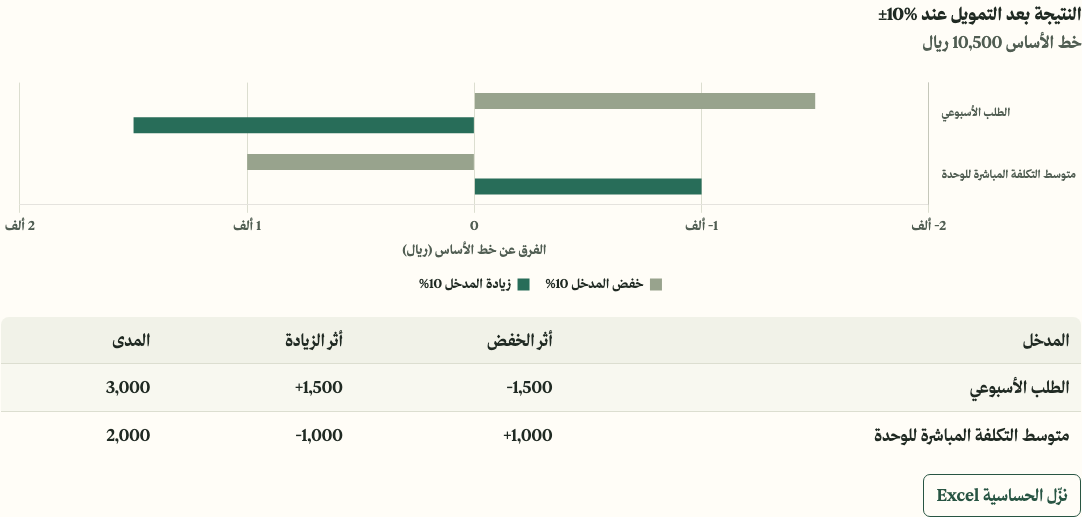 النتيجة بعد التمويل عند 10%±
خط الأساس 10,500 ريال
الطلب الأسبوعي
متوسط التكلفة المباشرة للوحدة
2- ألف
1- ألف
0
1 ألف
2 ألف
الفرق عن خط الأساس (ريال)
خفض المدخل 10%
زيادة المدخل 10%
المدخل أثر الخفض أثر الزيادة المدى
الطلب الأسبوعي -1,500 +1,500 3,000
متوسط التكلفة المباشرة للوحدة +1,000 -1,000 2,000
نزّل الحساسية Excel